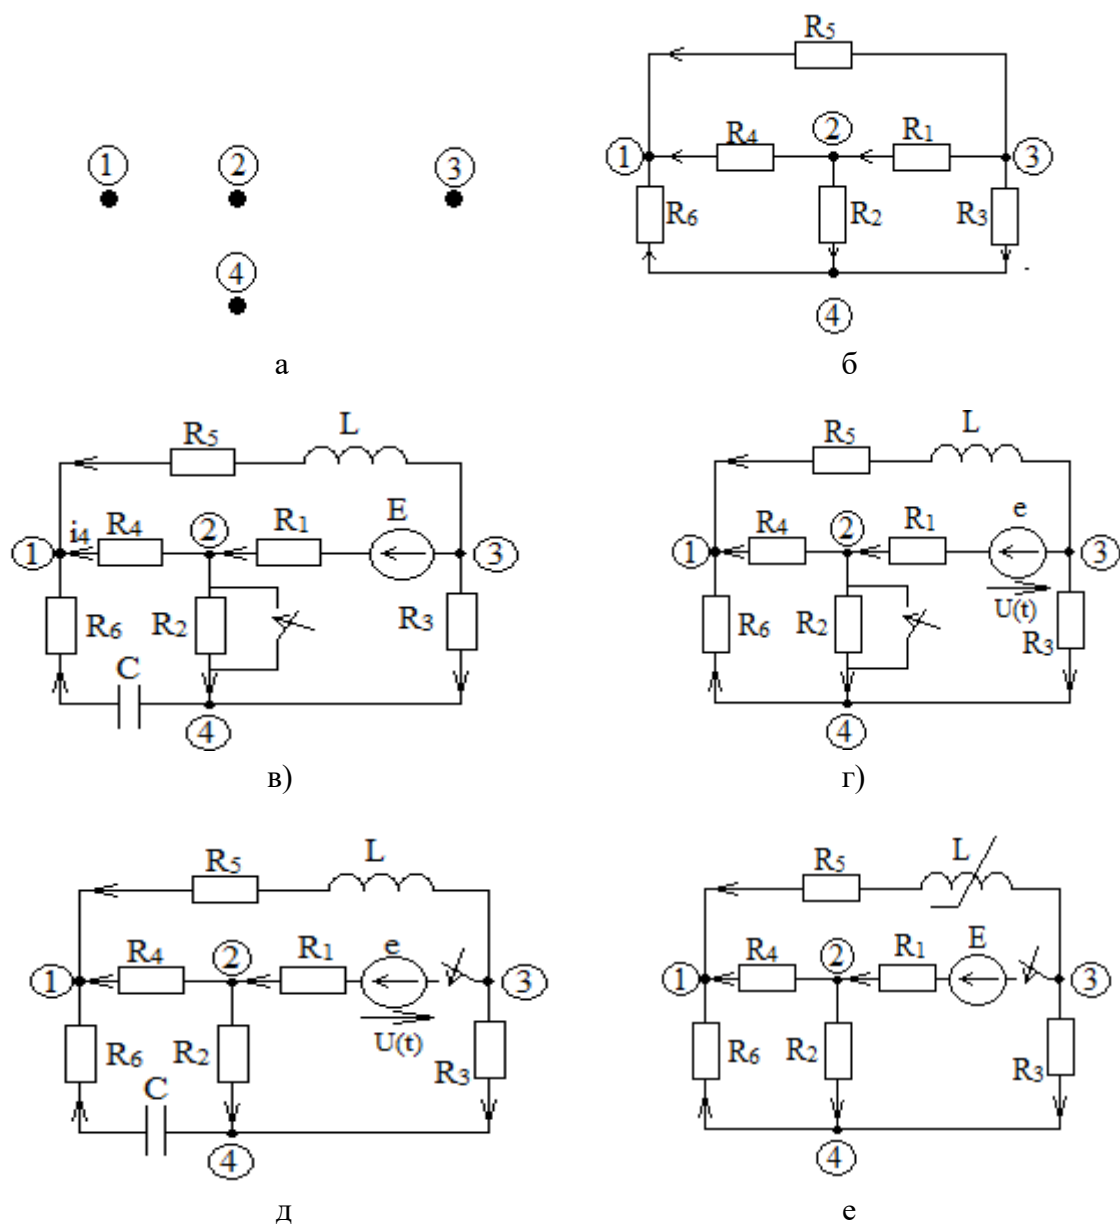 R5
1 2 3
4
R4 2 R1
1 3
R6 R2 R3
4
а б
R5 L
i4 R4 2 R1 E
1 3
R6 R2 R3
C
4
в)
R5 L
R4 2 R1 e
1 3
U(t)
R6 R2 R3
4
г)
R5 L
R4 2 R1 e
1 3
U(t)
R6 R2 R3
C
4
д
R5 L
R4 2 R1 E
1 3
R6 R2 R3
4
е